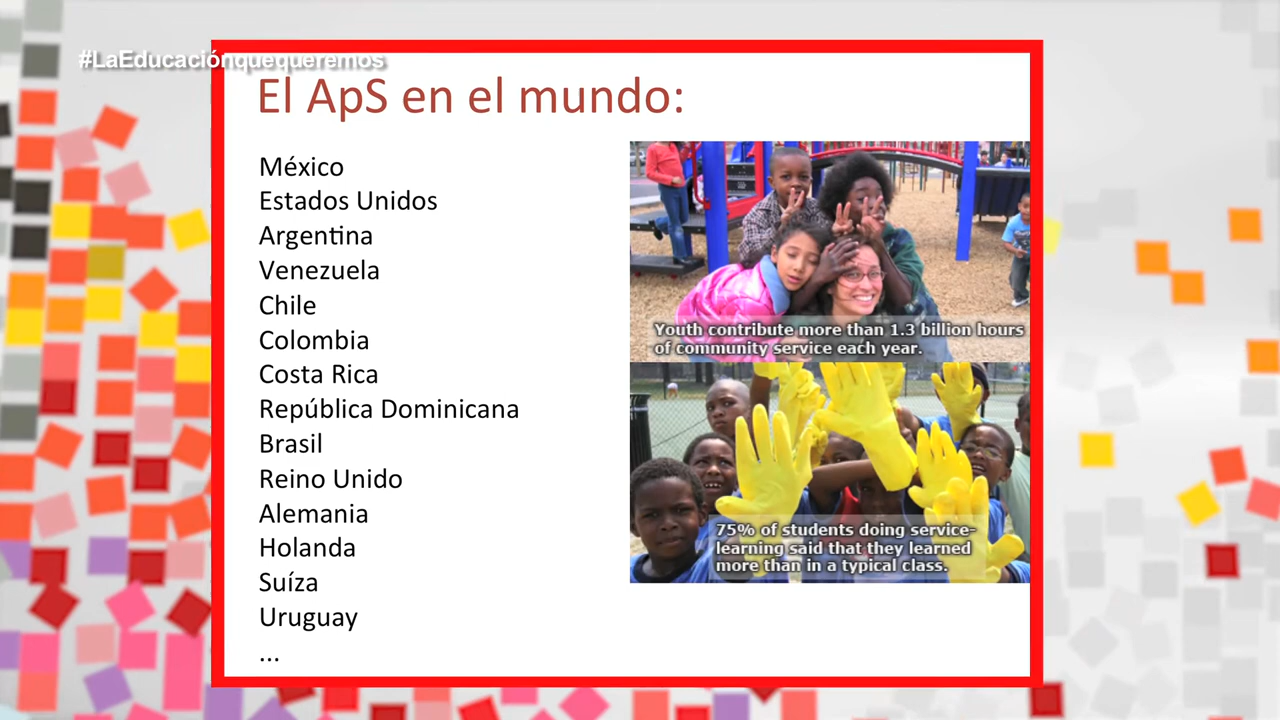 #LaEducaciónquequeremos
El ApS en el mundo:
México
Estados Unidos
Argentina
Venezuela
Chile
Colombia
Costa Rica
República Dominicana
Brasil
Reino Unido
Alemania
Holanda
Suíza
Uruguay
...
Youth contribute more than 1.3 billion hours
of community service each year.
75% of students doing service-
learning said that they learned
more than in a typical class.